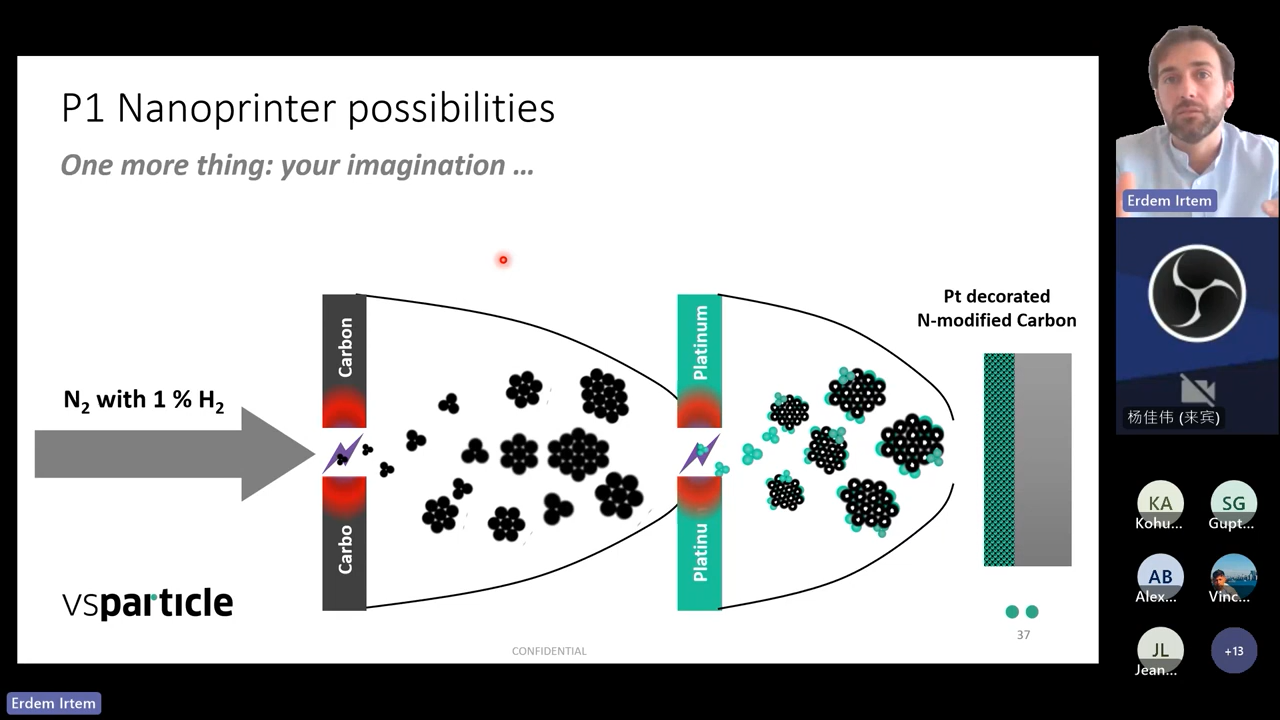 P1 Nanoprinter possibilities
One more thing: your imagination ...
N₂ with 1 % H₂
Carbon
Carbo
Platinum
Platinu
Pt decorated
N-modified Carbon
vsparticle
CONFIDENTIAL
37
Erdem Irtem
Erdem Irtem
杨佳伟 (来宾)
KA
Kohu...
SG
Gupt...
AB
Alex...
Vinc...
JL
Jean...
+13